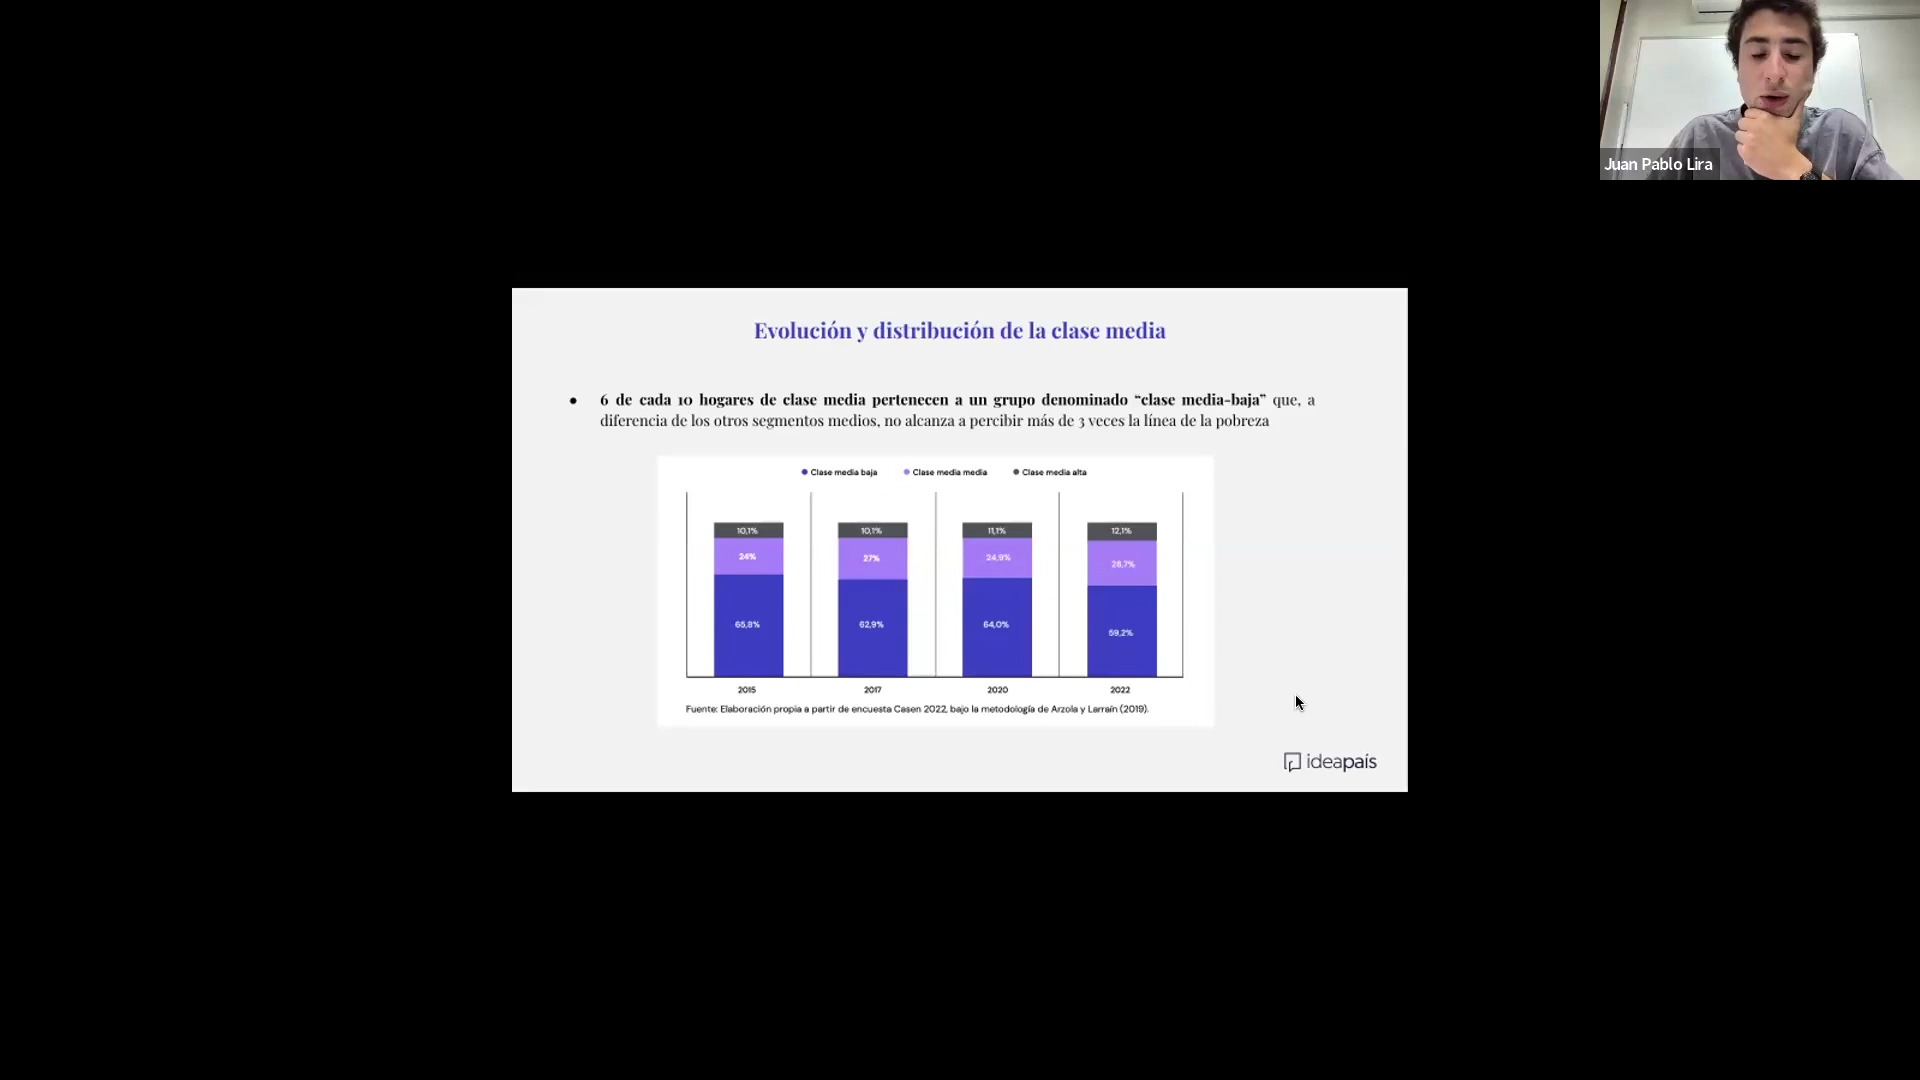 Juan Pablo Lira
Evolución y distribución de la clase media
● 6 de cada 10 hogares de clase media pertenecen a un grupo denominado “clase media-baja” que, a
diferencia de los otros segmentos medios, no alcanza a percibir más de 3 veces la línea de la pobreza
Clase media baja Clase media media Clase media alta
10,1% 10,1% 11,1% 12,1%
24% 27% 24,9% 28,7%
65,8% 62,9% 64,0% 59,2%
2015 2017 2020 2022
Fuente: Elaboración propia a partir de encuesta Casen 2022, bajo la metodología de Arzola y Larraín (2019).
ideapaís